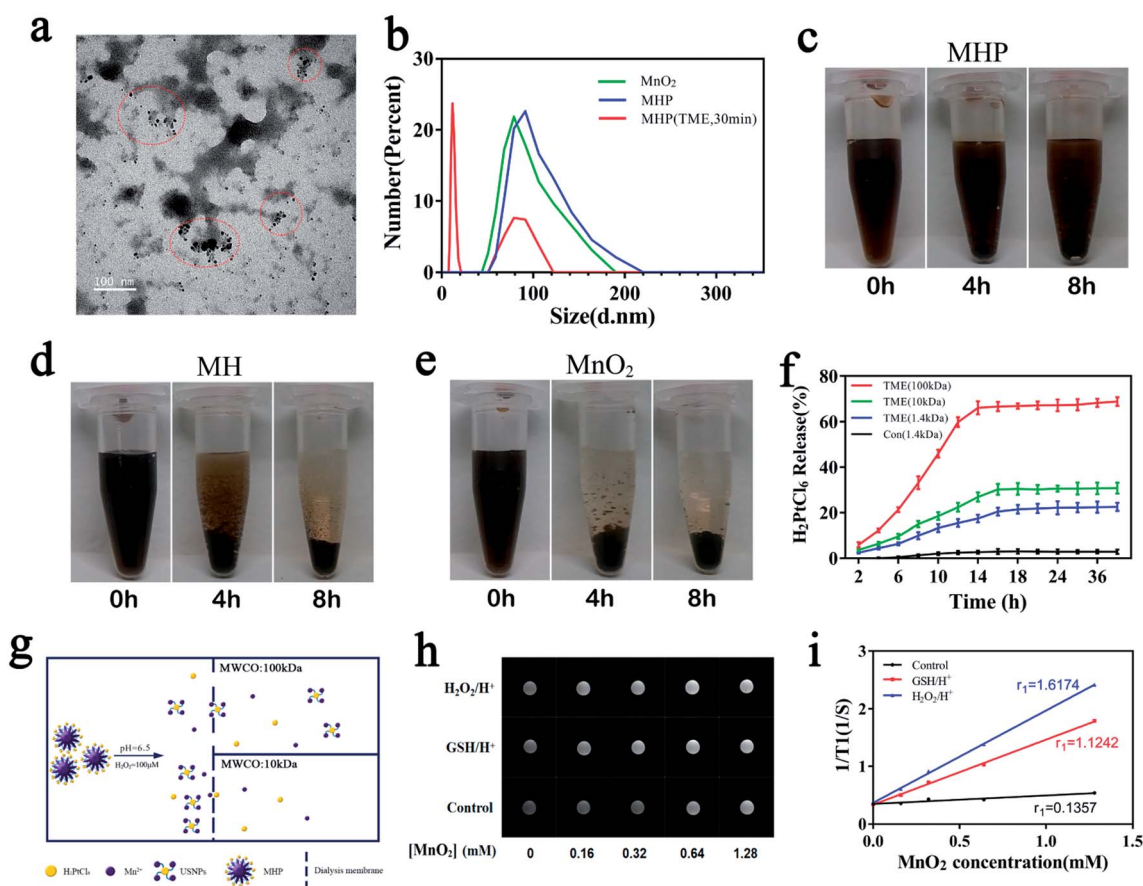 a
100 nm
b
Number(Percent)
30
20
10
0
0
100
200
300
Size(d.nm)
MnO₂
MHP
MHP(TME,30min)
c
MHP
0h
4h
8h
d
MH
0h
4h
8h
e
MnO₂
0h
4h
8h
f
H₂PtCl₆ Release(%)
80
60
40
20
0
2
6
10
14
18
24
36
Time (h)
TME(100kDa)
TME(10kDa)
TME(1.4kDa)
Con(1.4kDa)
g
MWCO:100kDa
pH=6.5
H₂O₂=100μM
MWCO:10kDa
H₂PtCl₆
Mn²⁺
USNPs
MHP
Dialysis membrane
h
H₂O₂/H⁺
GSH/H⁺
Control
[MnO₂] (mM)
0
0.16
0.32
0.64
1.28
i
1/T1(1/S)
3
2
1
0
0.0
0.5
1.0
1.5
MnO₂ concentration(mM)
Control
GSH/H⁺
H₂O₂/H⁺
r₁=1.6174
r₁=1.1242
r₁=0.1357